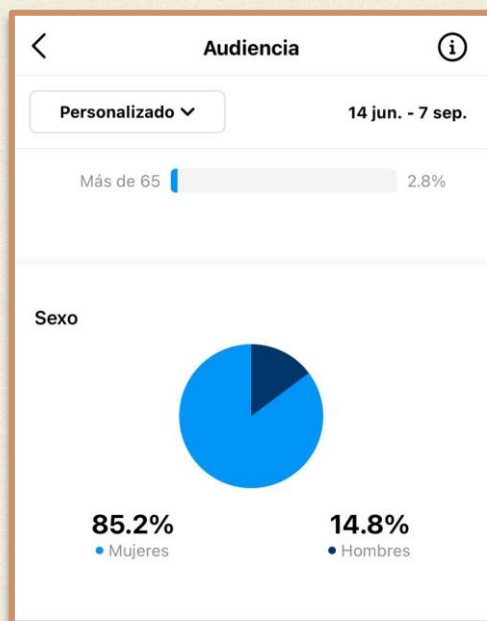 Audiencia
Personalizado
14 jun. - 7 sep.
Más de 65
2.8%
Sexo
85.2%
Mujeres
14.8%
Hombres